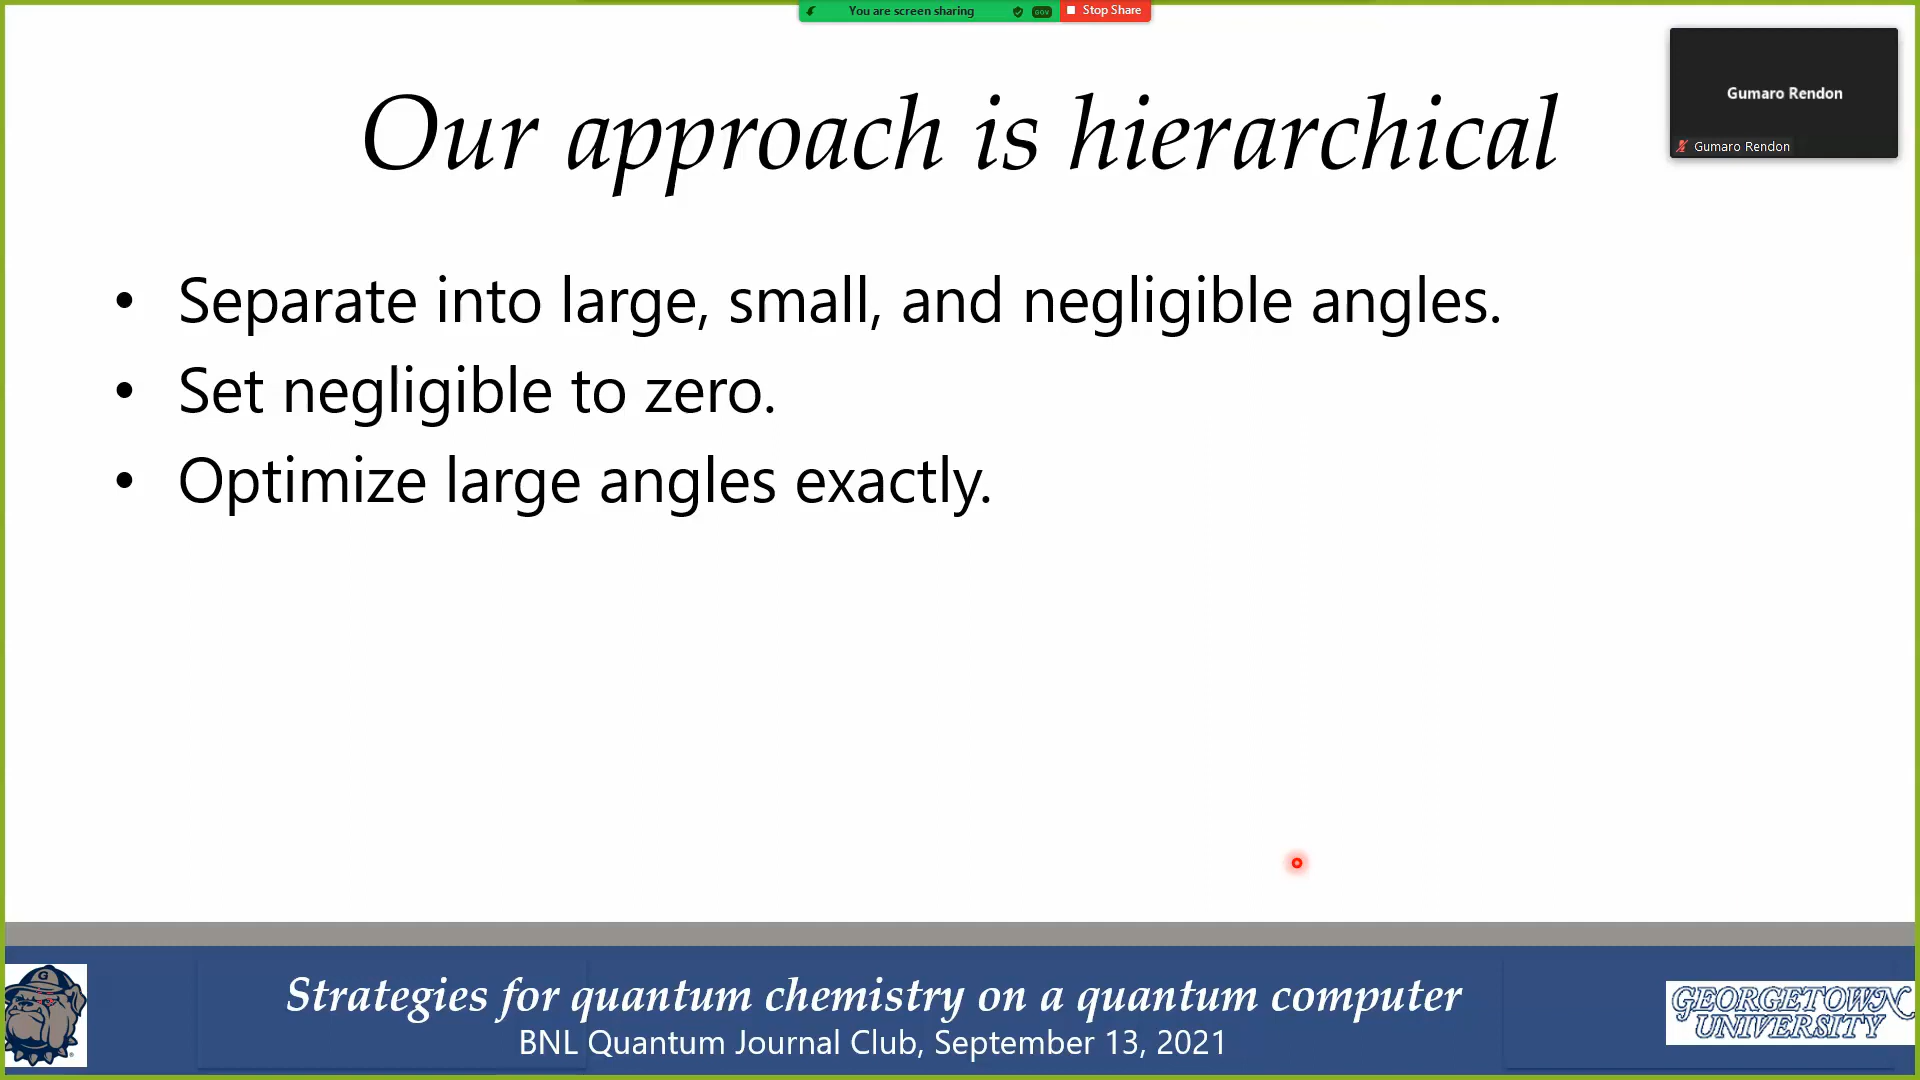 You are screen sharing
GOV
Stop Share
Our approach is hierarchical
Gumaro Rendon
Gumaro Rendon
• Separate into large, small, and negligible angles.
• Set negligible to zero.
• Optimize large angles exactly.
G
Strategies for quantum chemistry on a quantum computer
BNL Quantum Journal Club, September 13, 2021
GEORGETOWN
UNIVERSITY